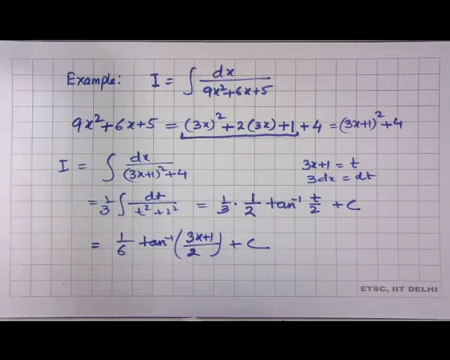 Example: I = ∫ dx / 9x²+6x+5
9x²+6x+5 = (3x)²+2(3x)+1 + 4 = (3x+1)²+4
I = ∫ dx / (3x+1)²+4
3x+1 = t
3dx = dt
= 1/3 ∫ dt / t²+2² = 1/3 · 1/2 tan⁻¹ t/2 + C
= 1/6 tan⁻¹ (3x+1 / 2) + C
ETSC, IIT DELHI